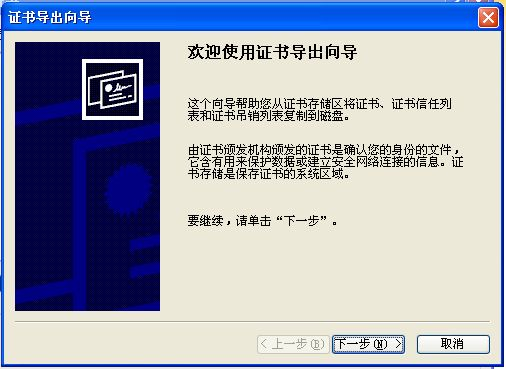 证书导出向导
欢迎使用证书导出向导
这个向导帮助您从证书存储区将证书、证书信任列
表和证书吊销列表复制到磁盘。
由证书颁发机构颁发的证书是确认您的身份的文件，
它含有用来保护数据或建立安全网络连接的信息。证
书存储是保存证书的系统区域。
要继续，请单击“下一步”。
< 上一步(B) 下一步(N) > 取消